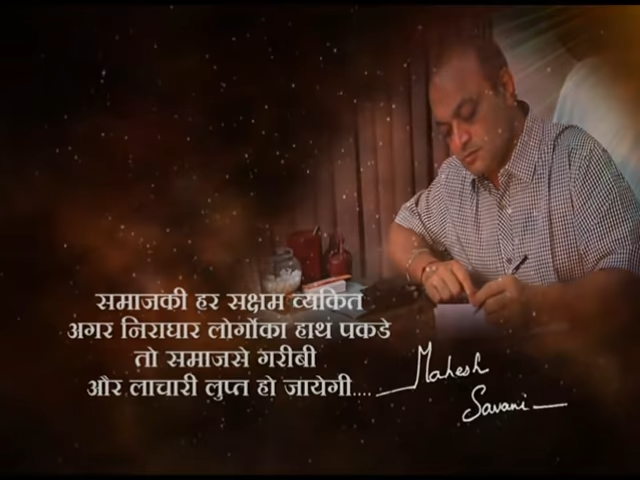 समाजकी हर सक्षम व्यकित
अगर निराघार लोगोंका हाथ पकडे
तो समाजसे गरीबी
और लाचारी लुप्त हो जायेगी....
Mahesh
Savani